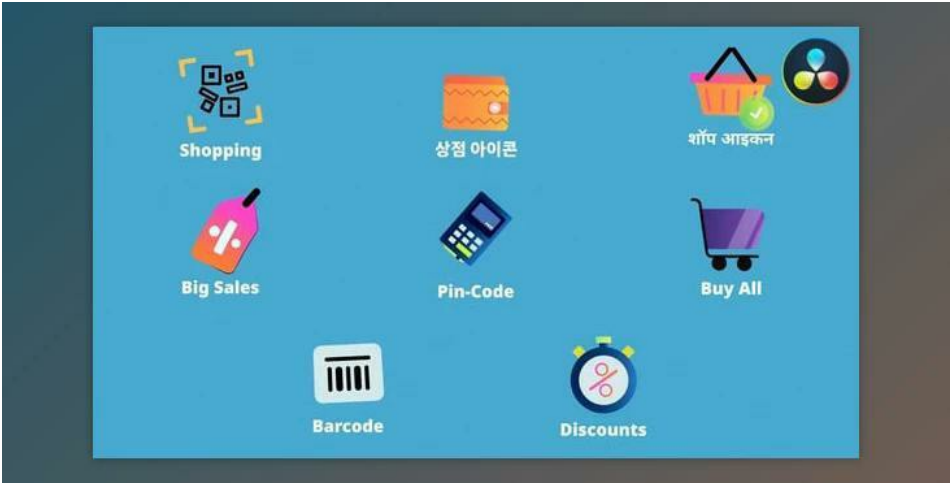 Shopping
상점 아이콘
शॉप आइकन
Big Sales
Pin-Code
Buy All
Barcode
Discounts